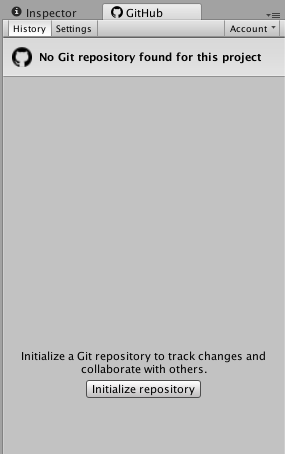 Inspector GitHub
History Settings Account
No Git repository found for this project
Initialize a Git repository to track changes and
collaborate with others.
Initialize repository